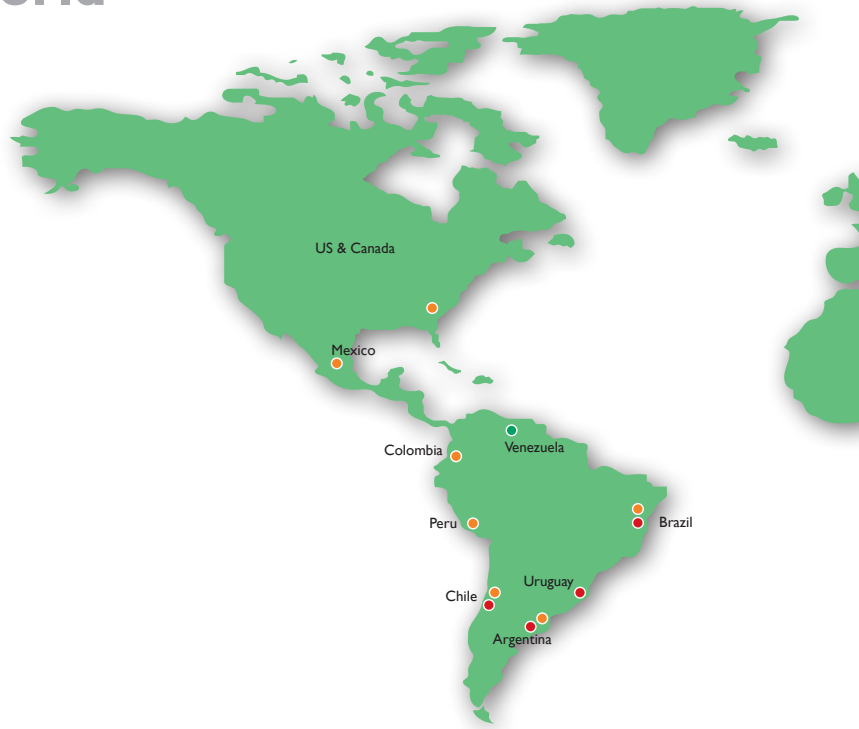 US & Canada
Mexico
Colombia
Venezuela
Peru
Brazil
Uruguay
Chile
Argentina